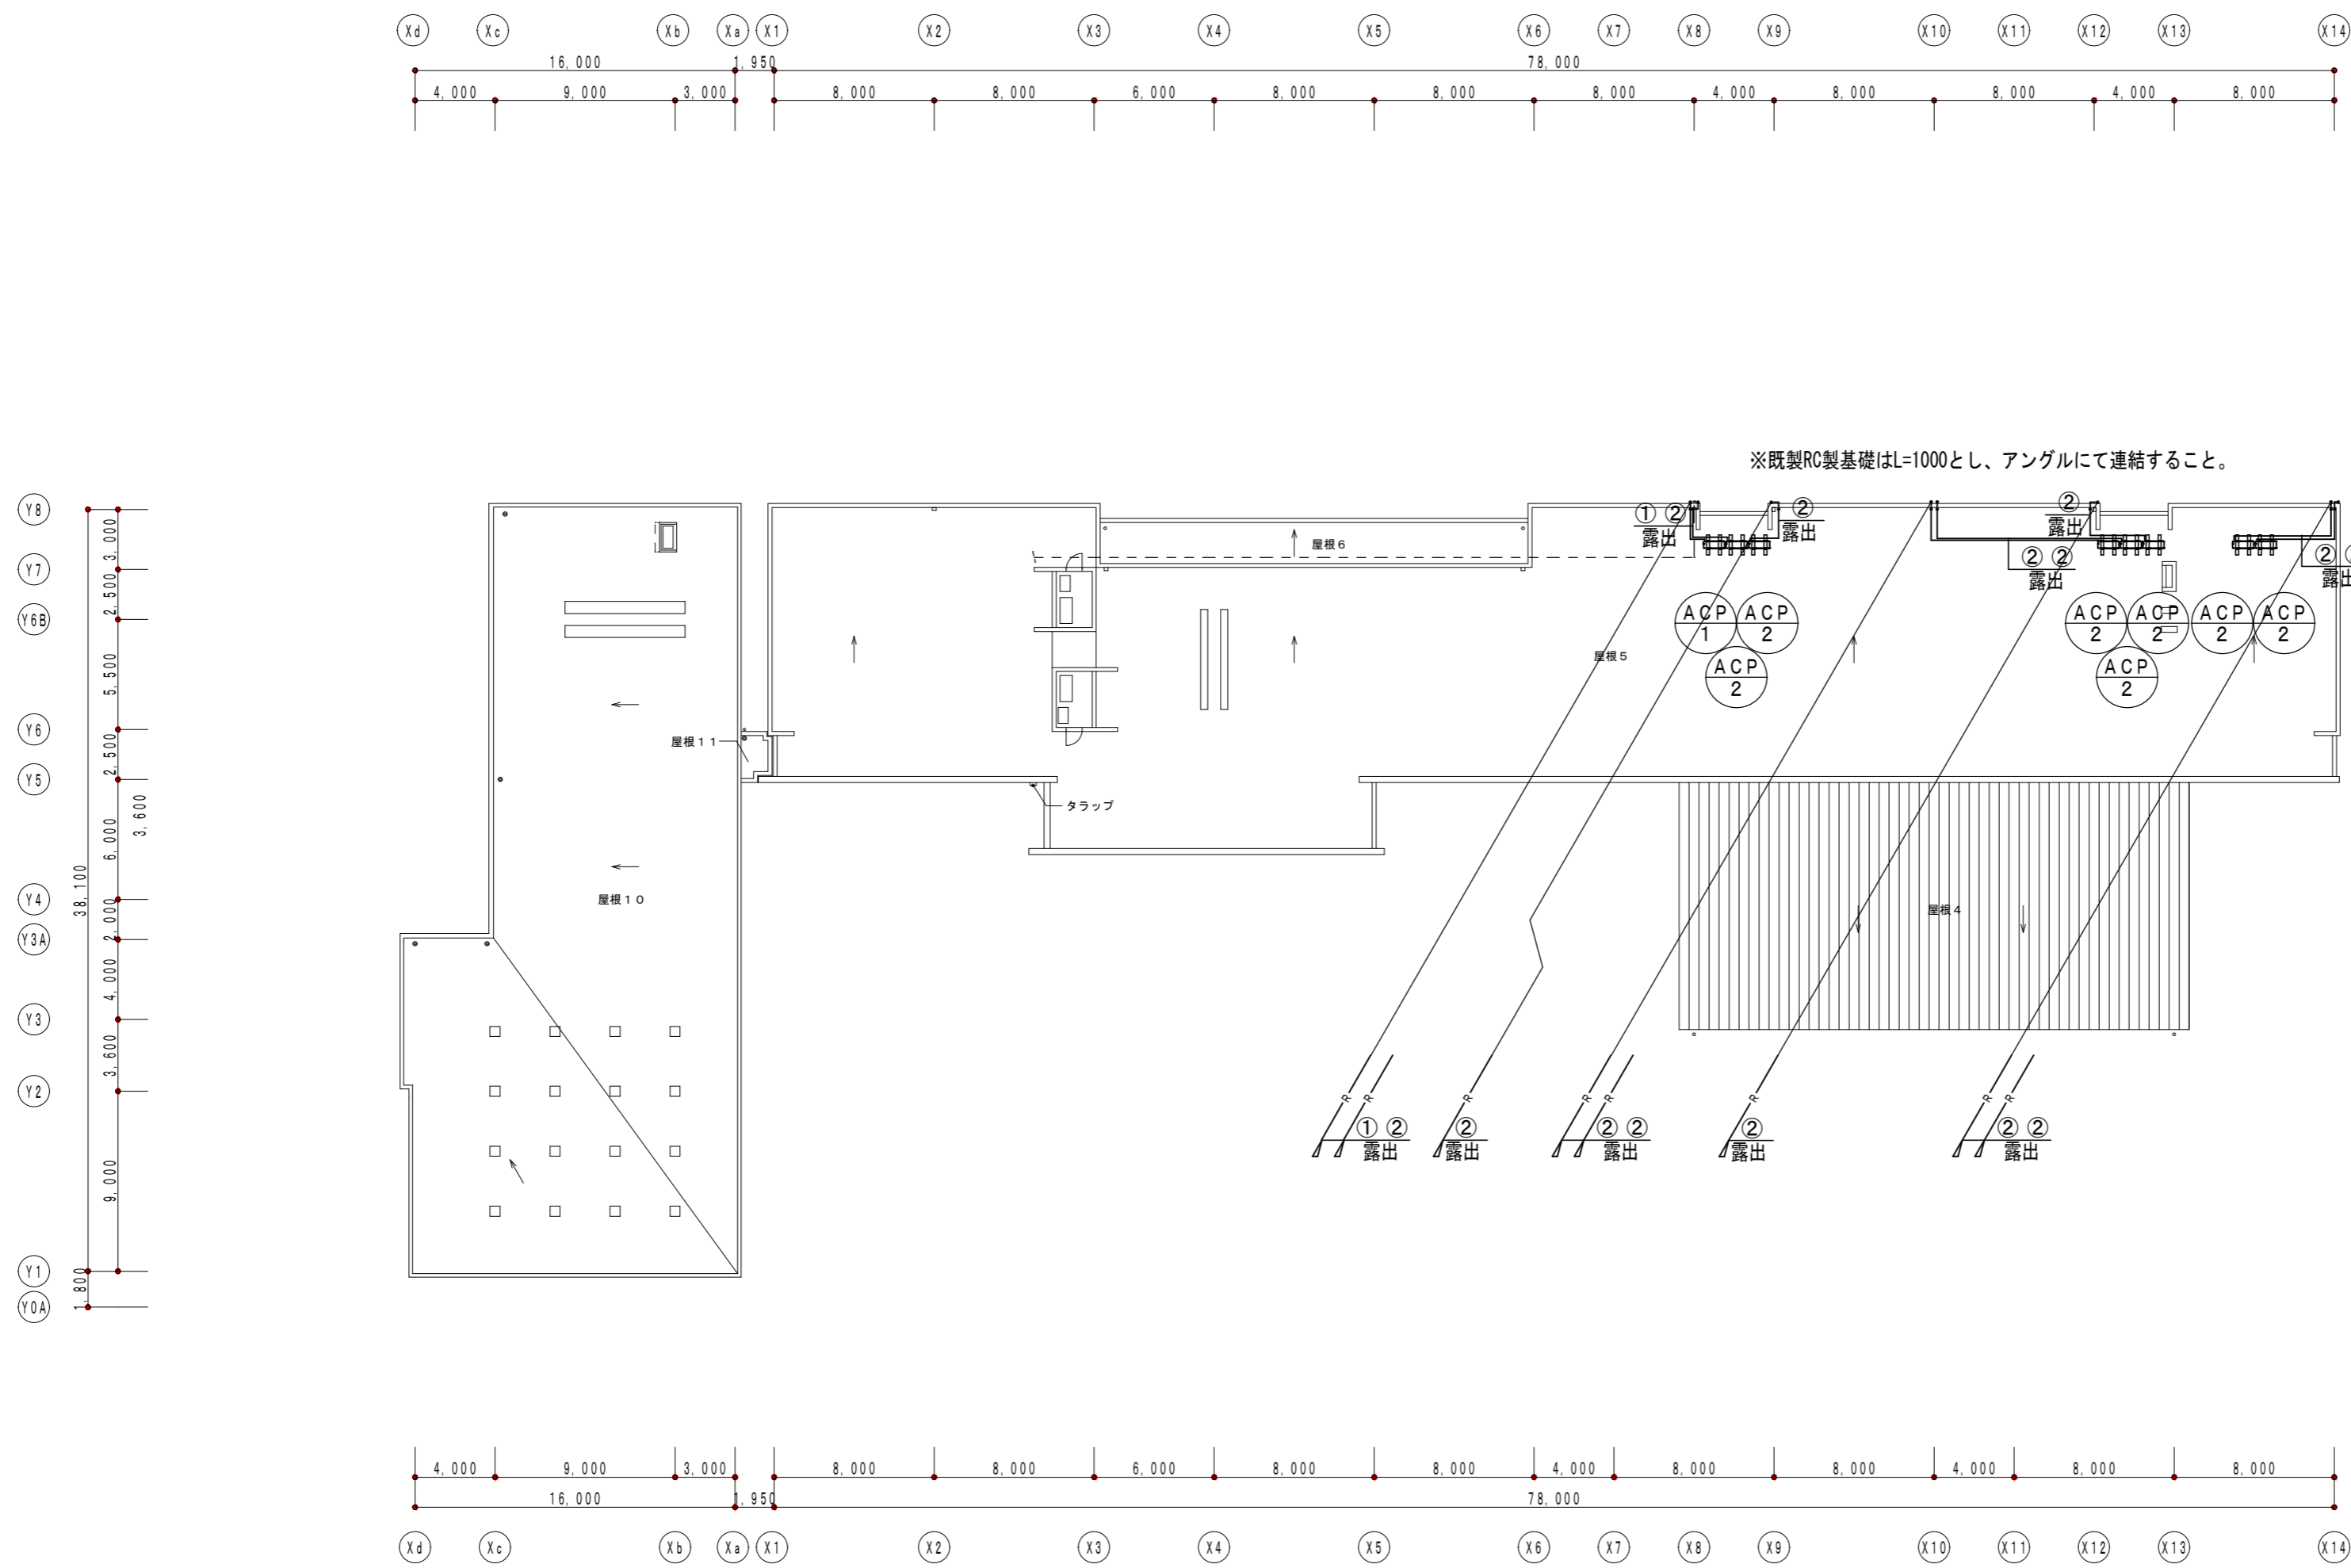 Xd Xc Xb Xa X1 X2 X3 X4 X5 X6 X7 X8 X9 X10 X11 X12 X13 X14
16,000 1,950 78,000
4,000 9,000 3,000 8,000 8,000 6,000 8,000 8,000 8,000 4,000 8,000 8,000 4,000 8,000
※既製RC製基礎はL=1000とし、アングルにて連結すること。
Y8
Y7
Y6B
Y6
Y5
Y4
Y3A
Y3
Y2
Y1
Y0A
3,000
2,500
5,500
2,500
3,600
6,000
38,100
2,000
4,000
3,600
9,000
1,800
① ②
露出
②
露出
②
露出
② ②
露出
②
露出
屋根6
ACP
1
ACP
2
ACP
2
ACP
2
ACP
2
ACP
2
ACP
2
ACP
2
屋根5
屋根11
タラップ
屋根10
屋根4
R R R R R R R R
① ②
露出
②
露出
② ②
露出
②
露出
② ②
露出
4,000 9,000 3,000 8,000 8,000 6,000 8,000 8,000 4,000 8,000 8,000 4,000 8,000 8,000
16,000 1,950 78,000
Xd Xc Xb Xa X1 X2 X3 X4 X5 X6 X7 X8 X9 X10 X11 X12 X13 X14